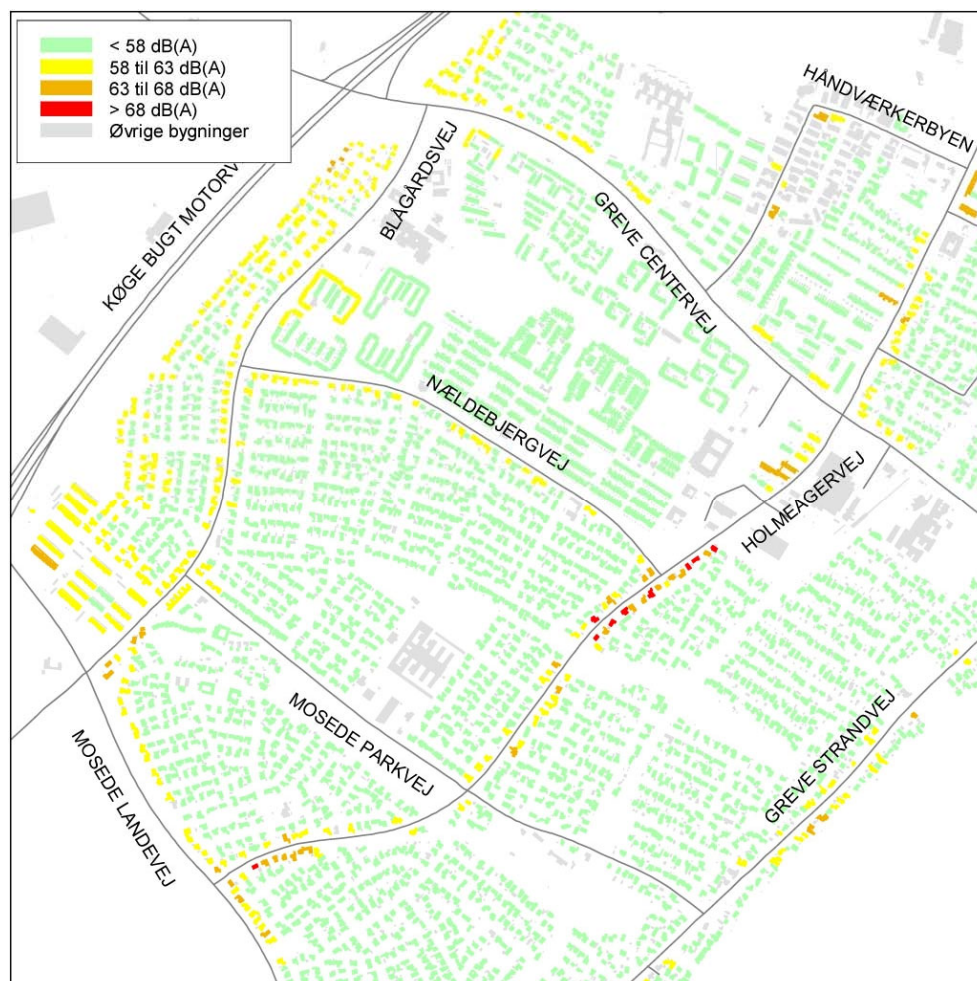 < 58 dB(A)
58 til 63 dB(A)
63 til 68 dB(A)
> 68 dB(A)
Øvrige bygninger
HÅNDVÆRKERBYEN
KØGE BUGT MOTORV
BLÅGÅRDSVEJ
GREVE CENTERVEJ
NÆLDEBJERGVEJ
HOLMEAGERVEJ
MOSEDE PARKVEJ
GREVE STRANDVEJ
MOSEDE LANDEVEJ